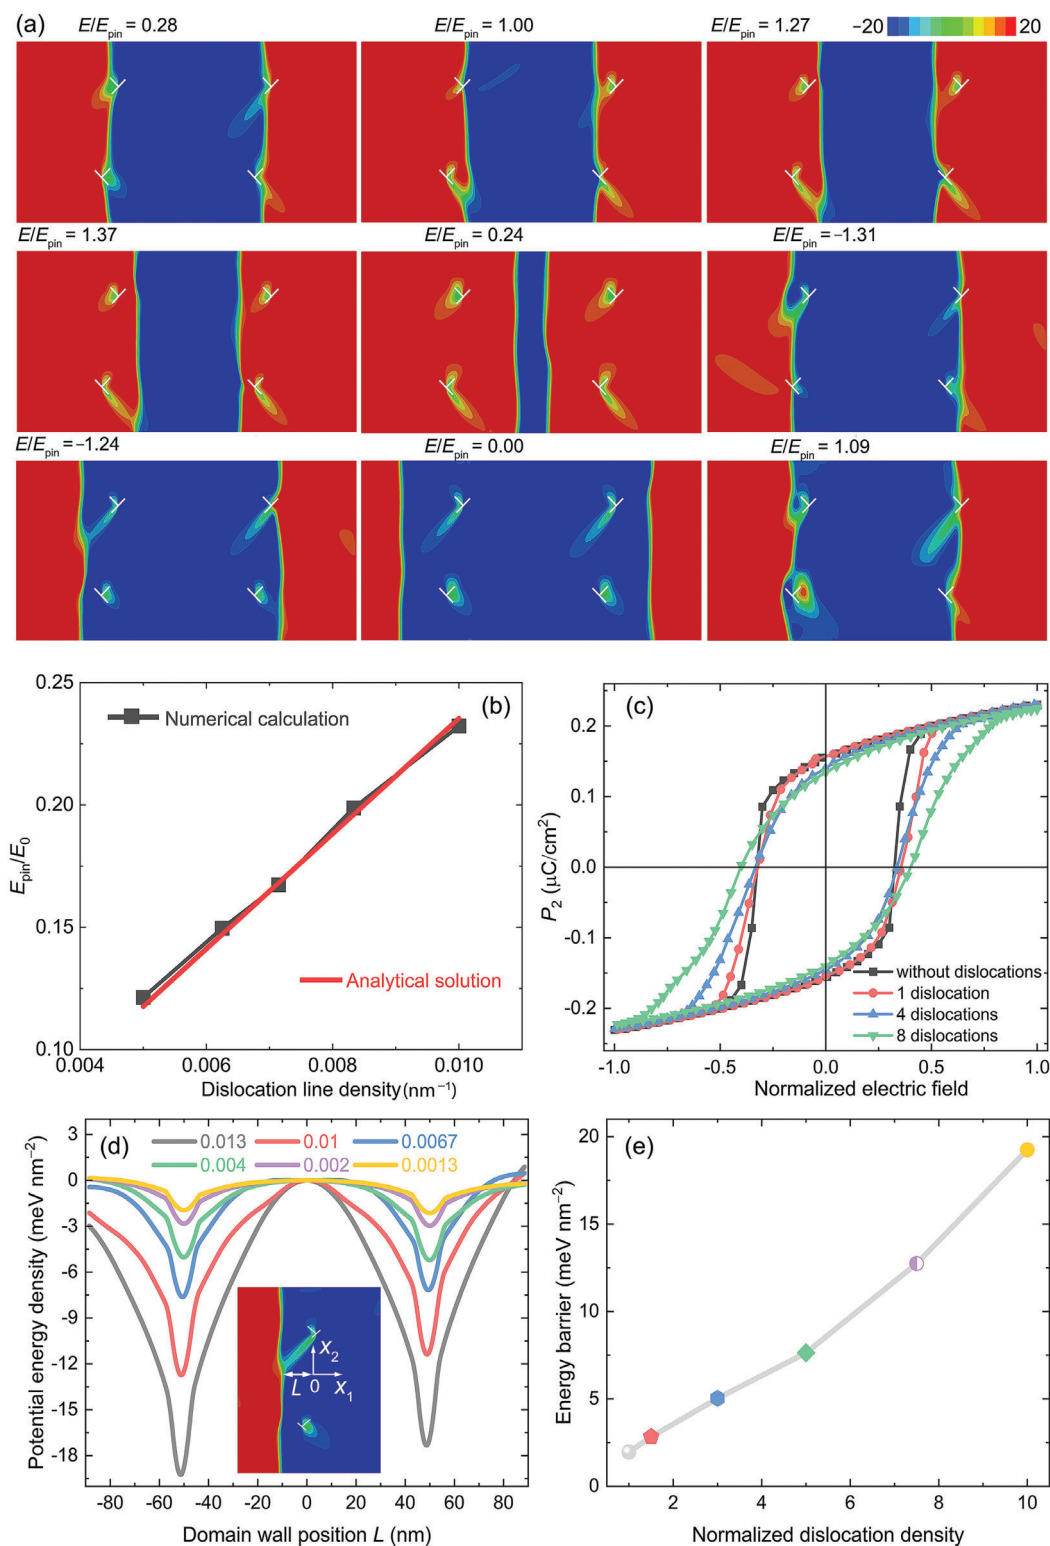 (a) E/Epin = 0.28 E/Epin = 1.00 E/Epin = 1.27 −20 20
E/Epin = 1.37 E/Epin = 0.24 E/Epin = −1.31
E/Epin = −1.24 E/Epin = 0.00 E/Epin = 1.09
(b)
Numerical calculation
Analytical solution
0.25
0.20
0.15
0.10
Epin/E0
0.004 0.006 0.008 0.010
Dislocation line density(nm−1)
(c)
0.2
0.1
0.0
-0.1
-0.2
P2 (μC/cm2)
without dislocations
1 dislocation
4 dislocations
8 dislocations
-1.0 -0.5 0.0 0.5 1.0
Normalized electric field
(d)
0.013 0.01 0.0067
0.004 0.002 0.0013
3
0
-3
-6
-9
-12
-15
-18
Potential energy density (meV nm−2)
x2
L 0 x1
-80 -60 -40 -20 0 20 40 60 80
Domain wall position L (nm)
(e)
20
15
10
5
0
Energy barrier (meV nm−2)
2 4 6 8 10
Normalized dislocation density